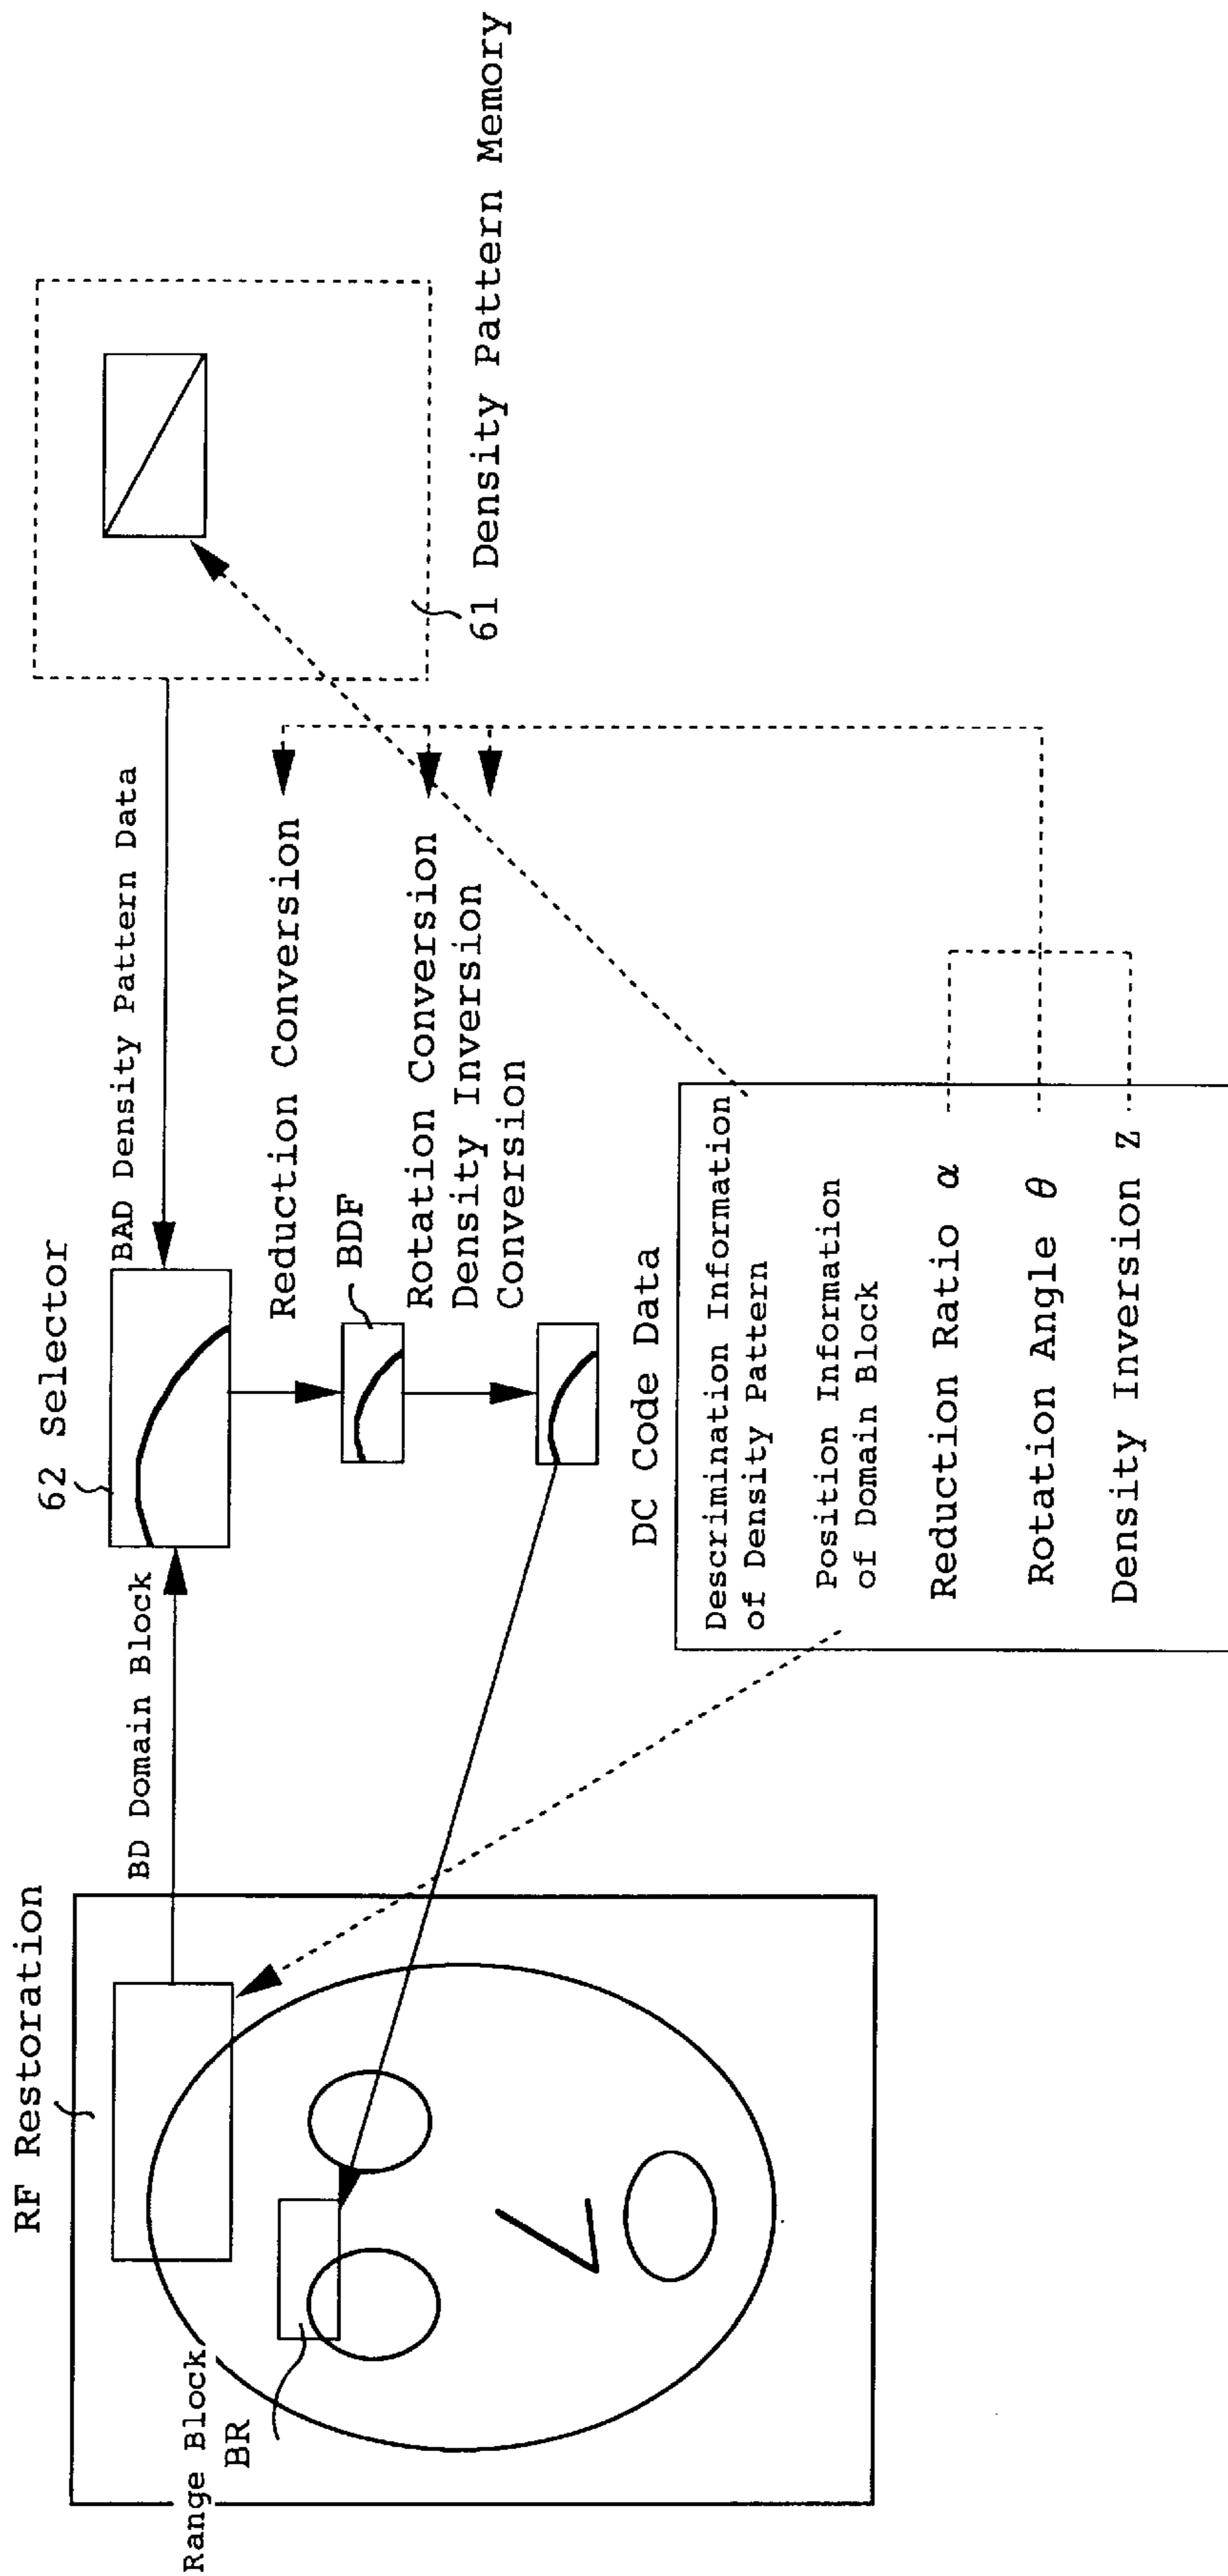 RF Restoration
Range Block
BR
BD Domain Block
62 Selector
BAD Density Pattern Data
61 Density Pattern Memory
Reduction Conversion
BDF
Rotation Conversion
Density Inversion
Conversion
DC Code Data
Descrimination Information
of Density Pattern
Position Information
of Domain Block
Reduction Ratio α
Rotation Angle θ
Density Inversion Z